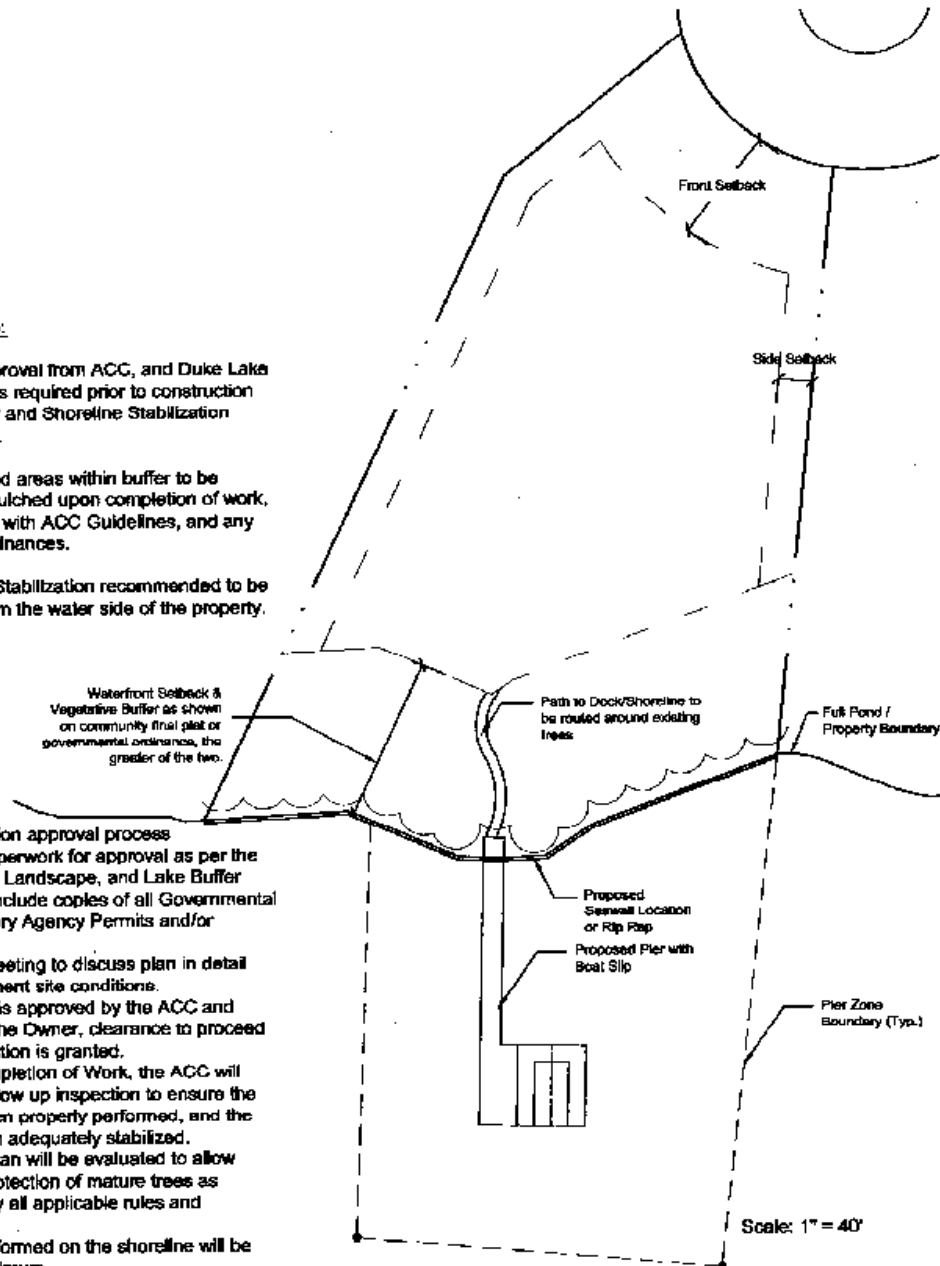 Front Setback
Side Setback
roval from ACC, and Duke Lake
s required prior to construction
and Shoreline Stabilization
d areas within buffer to be
ulched upon completion of work,
with ACC Guidelines, and any
inances.
Stabilization recommended to be
m the water side of the property.
Waterfront Setback &
Vegetative Buffer as shown
on community final plat or
governmental ordinance, the
greater of the two.
Path to Dock/Shoreline to
be routed around existing
trees
Full Pond /
Property Boundary
ion approval process
perwork for approval as per the
Landscape, and Lake Buffer
nclude copies of all Governmental
ry Agency Permits and/or
Proposed
Seawall Location
or Rip Rap
Proposed Pier with
Boat Slip
eeting to discuss plan in detail
nent site conditions.
is approved by the ACC and
he Owner, clearance to proceed
tion is granted.
pletion of Work, the ACC will
low up inspection to ensure the
en properly performed, and the
n adequately stabilized.
an will be evaluated to allow
otection of mature trees as
y all applicable rules and
formed on the shoreline will be
Pier Zone
Boundary (Typ.)
Scale: 1" = 40'